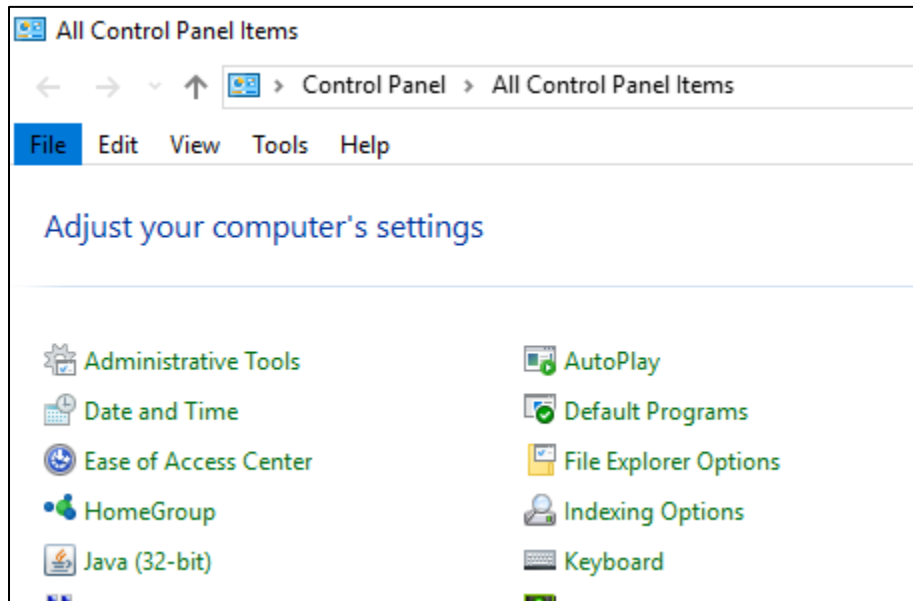 All Control Panel Items
Control Panel > All Control Panel Items
File Edit View Tools Help
Adjust your computer's settings
Administrative Tools AutoPlay
Date and Time Default Programs
Ease of Access Center File Explorer Options
HomeGroup Indexing Options
Java (32-bit) Keyboard